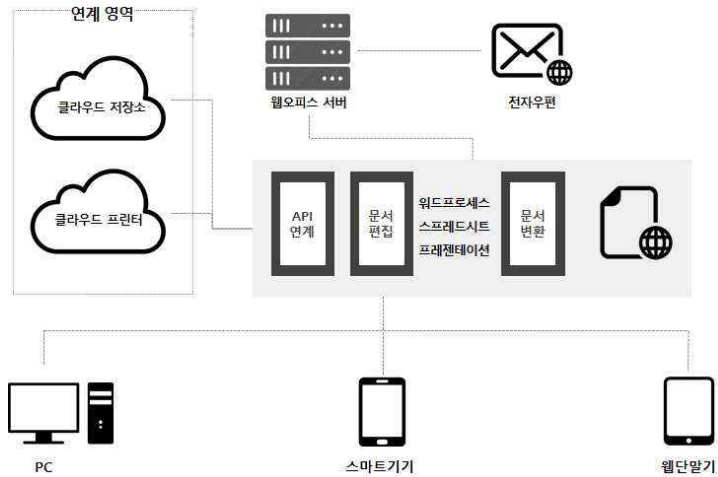 연계 영역
클라우드 저장소
클라우드 프린터
웹오피스 서버
전자우편
API
연계
문서
편집
워드프로세스
스프레드시트
프레젠테이션
문서
변환
PC
스마트기기
웹단말기